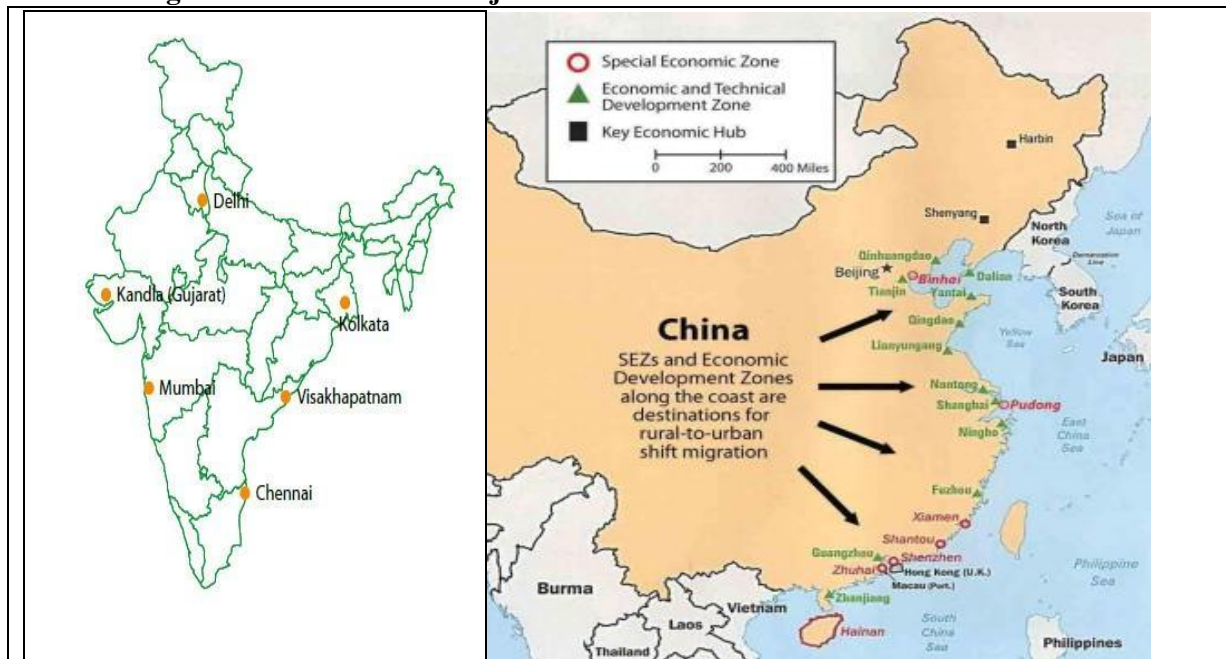 Delhi
Kandla (Gujarat)
Kolkata
Mumbai
Visakhapatnam
Chennai
Special Economic Zone
Economic and Technical
Development Zone
Key Economic Hub
0 200 400 Miles
Harbin
Shenyang
Sea of
Japan
North
Korea
Demarcation
Line
Qinhuangdao
Beijing
Binhai
Dalian
Tianjin
Yantai
South
Korea
China
SEZs and Economic
Development Zones
along the coast are
destinations for
rural-to-urban
shift migration
Qingdao
Yellow
Sea
Lianyungang
Japan
Nantong
Shanghai
Pudong
Ningbo
East
China
Sea
Fuzhou
Xiamen
Shantou
Guangzhou
Shenzhen
Zhuhai
Hong Kong (U.K.)
Macau (Port.)
Philippine
Sea
Burma
Zhanjiang
Vietnam
Laos
Hainan
South
China
Sea
Thailand
Philippines